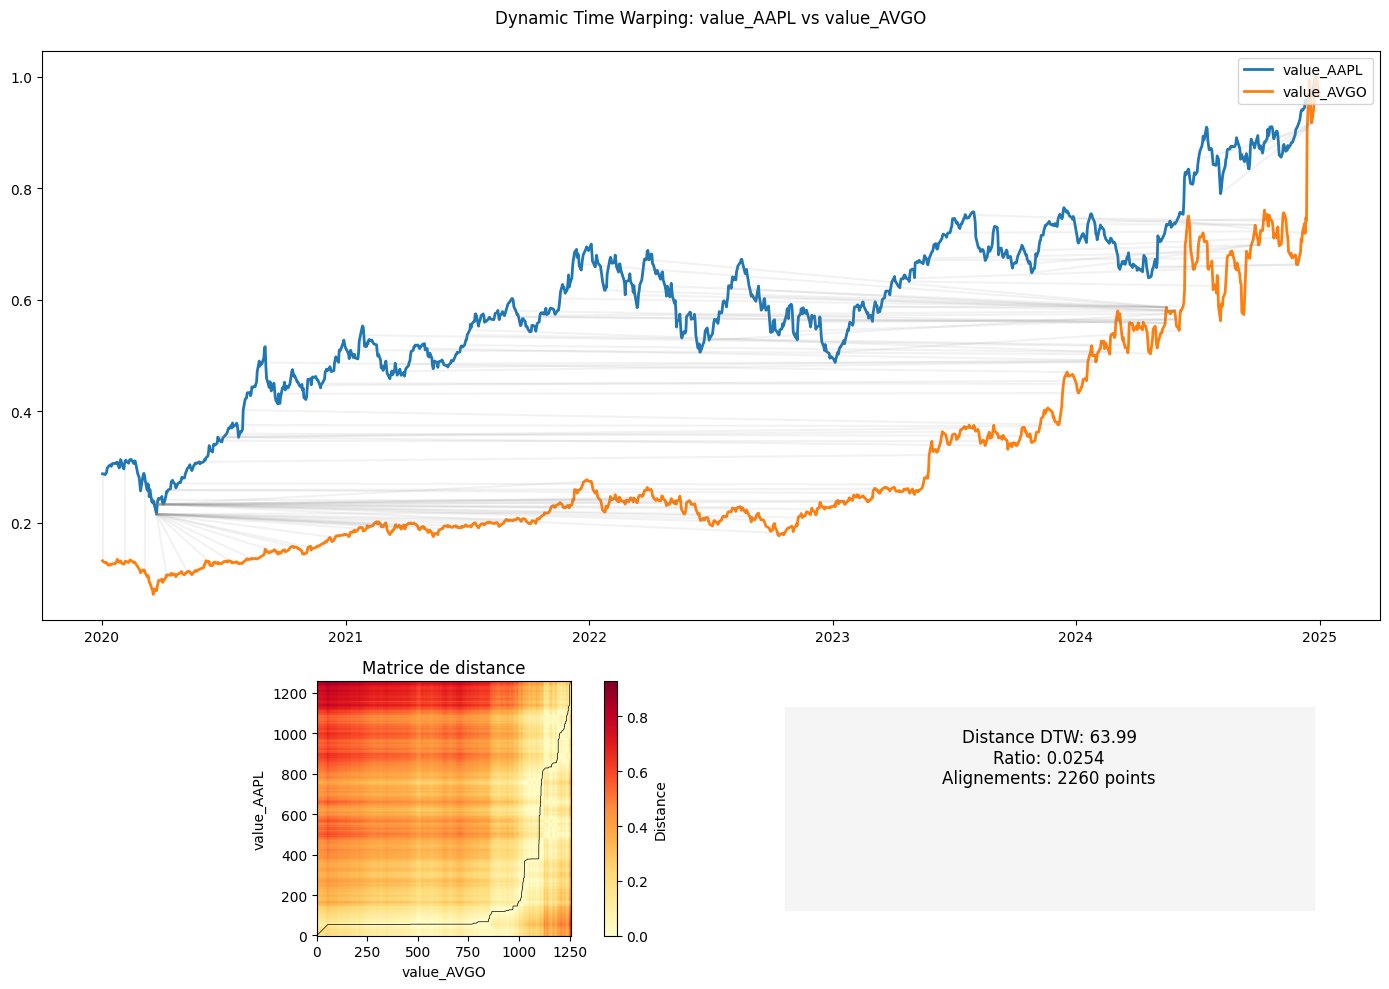 Dynamic Time Warping: value_AAPL vs value_AVGO
value_AAPL
value_AVGO
1.0
0.8
0.6
0.4
0.2
2020 2021 2022 2023 2024 2025
Matrice de distance
value_AAPL
1200
1000
800
600
400
200
0
0 250 500 750 1000 1250
value_AVGO
0.8
0.6
0.4
0.2
0.0
Distance
Distance DTW: 63.99
Ratio: 0.0254
Alignements: 2260 points